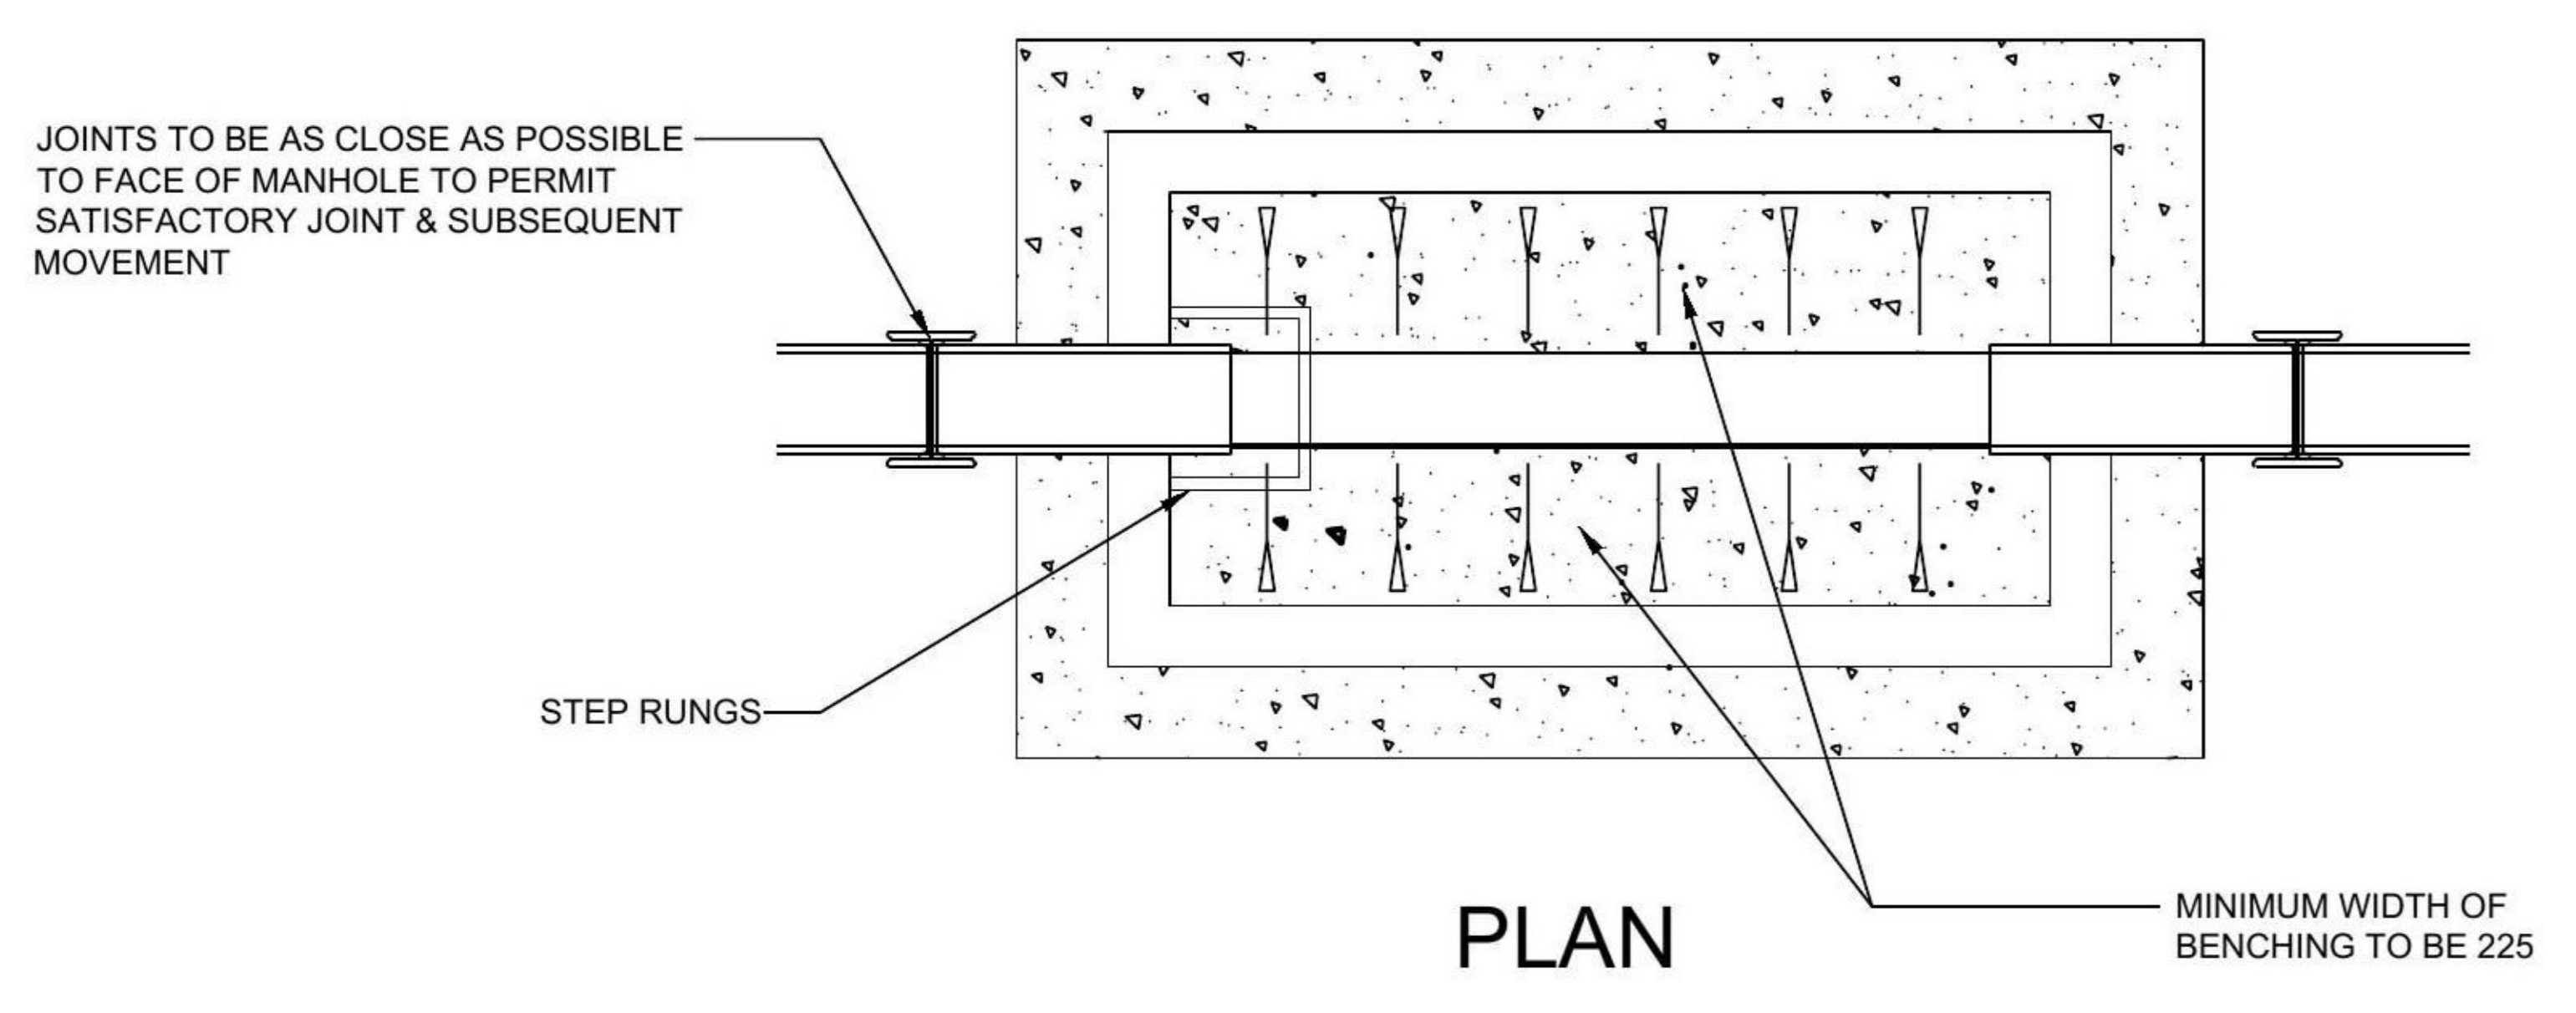 JOINTS TO BE AS CLOSE AS POSSIBLE
TO FACE OF MANHOLE TO PERMIT
SATISFACTORY JOINT & SUBSEQUENT
MOVEMENT
STEP RUNGS
PLAN
MINIMUM WIDTH OF
BENCHING TO BE 225